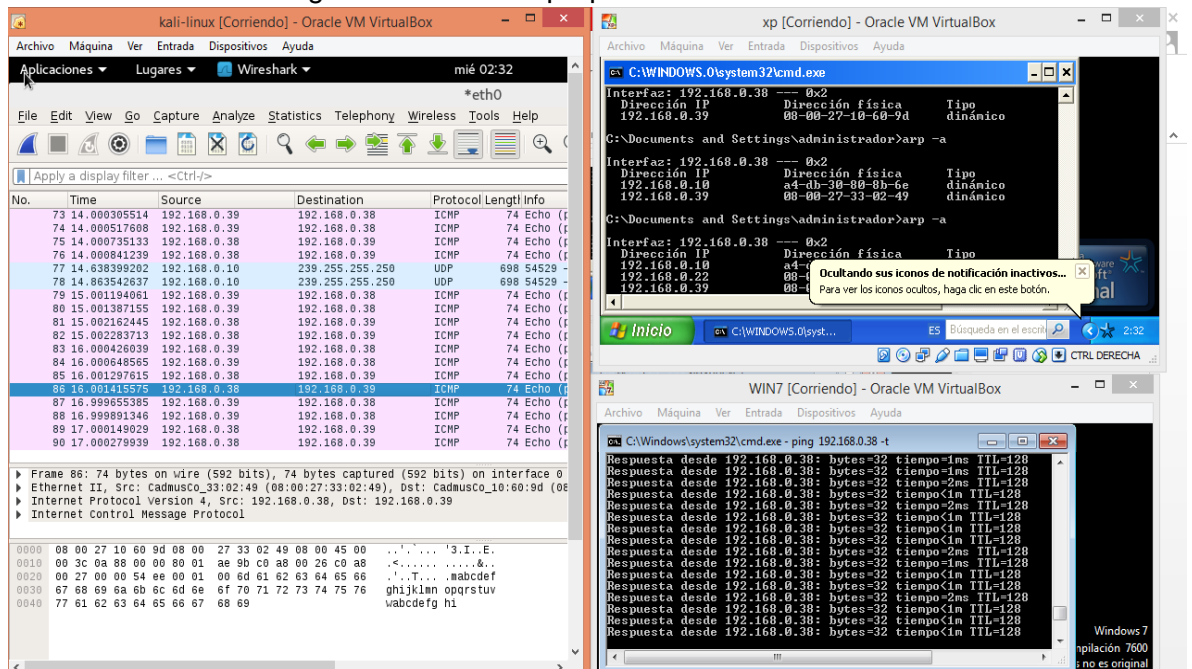 kali-linux [Corriendo] - Oracle VM VirtualBox
Archivo Máquina Ver Entrada Dispositivos Ayuda
Aplicaciones Lugares Wireshark mié 02:32
*eth0
File Edit View Go Capture Analyze Statistics Telephony Wireless Tools Help
Apply a display filter ... <Ctrl-/>
No. Time Source Destination Protocol Length Info
73 14.000305514 192.168.0.39 192.168.0.38 ICMP 74 Echo (p
74 14.000517608 192.168.0.39 192.168.0.38 ICMP 74 Echo (p
75 14.000735133 192.168.0.38 192.168.0.39 ICMP 74 Echo (p
76 14.000841239 192.168.0.38 192.168.0.39 ICMP 74 Echo (p
77 14.638399202 192.168.0.10 239.255.255.250 UDP 698 54529 -
78 14.863542637 192.168.0.10 239.255.255.250 UDP 698 54529 -
79 15.001194061 192.168.0.39 192.168.0.38 ICMP 74 Echo (p
80 15.001387155 192.168.0.39 192.168.0.38 ICMP 74 Echo (p
81 15.002162445 192.168.0.38 192.168.0.39 ICMP 74 Echo (p
82 15.002283713 192.168.0.38 192.168.0.39 ICMP 74 Echo (p
83 16.000426039 192.168.0.39 192.168.0.38 ICMP 74 Echo (p
84 16.000648565 192.168.0.39 192.168.0.38 ICMP 74 Echo (p
85 16.001297615 192.168.0.38 192.168.0.39 ICMP 74 Echo (p
86 16.001415575 192.168.0.38 192.168.0.39 ICMP 74 Echo (p
87 16.999655385 192.168.0.39 192.168.0.38 ICMP 74 Echo (p
88 16.999891346 192.168.0.39 192.168.0.38 ICMP 74 Echo (p
89 17.000149029 192.168.0.38 192.168.0.39 ICMP 74 Echo (p
90 17.000279939 192.168.0.38 192.168.0.39 ICMP 74 Echo (p
Frame 86: 74 bytes on wire (592 bits), 74 bytes captured (592 bits) on interface 0
Ethernet II, Src: CadmusCo_33:02:49 (08:00:27:33:02:49), Dst: CadmusCo_10:60:9d (08
Internet Protocol Version 4, Src: 192.168.0.38, Dst: 192.168.0.39
Internet Control Message Protocol
0000 08 00 27 10 60 9d 08 00 27 33 02 49 08 00 45 00 ..'.`... '3.I..E.
0010 00 3c 0a 88 00 00 80 01 ae 9b c0 a8 00 26 c0 a8 .<...... .....&..
0020 00 27 00 00 54 ee 00 01 00 6d 61 62 63 64 65 66 .'..T... .mabcdef
0030 67 68 69 6a 6b 6c 6d 6e 6f 70 71 72 73 74 75 76 ghijklmn opqrstuv
0040 77 61 62 63 64 65 66 67 68 69 wabcdefg hi
xp [Corriendo] - Oracle VM VirtualBox
Archivo Máquina Ver Entrada Dispositivos Ayuda
C:\WINDOWS.0\system32\cmd.exe
Interfaz: 192.168.0.38 --- 0x2
Dirección IP Dirección física Tipo
192.168.0.39 08-00-27-10-60-9d dinámico
C:\Documents and Settings\administrador>arp -a
Interfaz: 192.168.0.38 --- 0x2
Dirección IP Dirección física Tipo
192.168.0.10 a4-db-30-80-8b-6e dinámico
192.168.0.39 08-00-27-33-02-49 dinámico
C:\Documents and Settings\administrador>arp -a
Interfaz: 192.168.0.38 --- 0x2
Dirección IP Dirección física Tipo
192.168.0.10 a4-
192.168.0.22 08-
192.168.0.39 08-
Ocultando sus iconos de notificación inactivos...
Para ver los iconos ocultos, haga clic en este botón.
Inicio C:\WINDOWS.0\syst... ES Búsqueda en el escrit 2:32
CTRL DERECHA
WIN7 [Corriendo] - Oracle VM VirtualBox
Archivo Máquina Ver Entrada Dispositivos Ayuda
C:\Windows\system32\cmd.exe - ping 192.168.0.38 -t
Respuesta desde 192.168.0.38: bytes=32 tiempo=1ms TTL=128
Respuesta desde 192.168.0.38: bytes=32 tiempo=2ms TTL=128
Respuesta desde 192.168.0.38: bytes=32 tiempo<1m TTL=128
Respuesta desde 192.168.0.38: bytes=32 tiempo=2ms TTL=128
Respuesta desde 192.168.0.38: bytes=32 tiempo<1m TTL=128
Respuesta desde 192.168.0.38: bytes=32 tiempo<1m TTL=128
Respuesta desde 192.168.0.38: bytes=32 tiempo<1m TTL=128
Respuesta desde 192.168.0.38: bytes=32 tiempo<1m TTL=128
Respuesta desde 192.168.0.38: bytes=32 tiempo=2ms TTL=128
Respuesta desde 192.168.0.38: bytes=32 tiempo=1ms TTL=128
Respuesta desde 192.168.0.38: bytes=32 tiempo<1m TTL=128
Respuesta desde 192.168.0.38: bytes=32 tiempo<1m TTL=128
Respuesta desde 192.168.0.38: bytes=32 tiempo=2ms TTL=128
Respuesta desde 192.168.0.38: bytes=32 tiempo<1m TTL=128
Respuesta desde 192.168.0.38: bytes=32 tiempo<1m TTL=128
Respuesta desde 192.168.0.38: bytes=32 tiempo<1m TTL=128
Windows 7
npilación 7600
s no es original